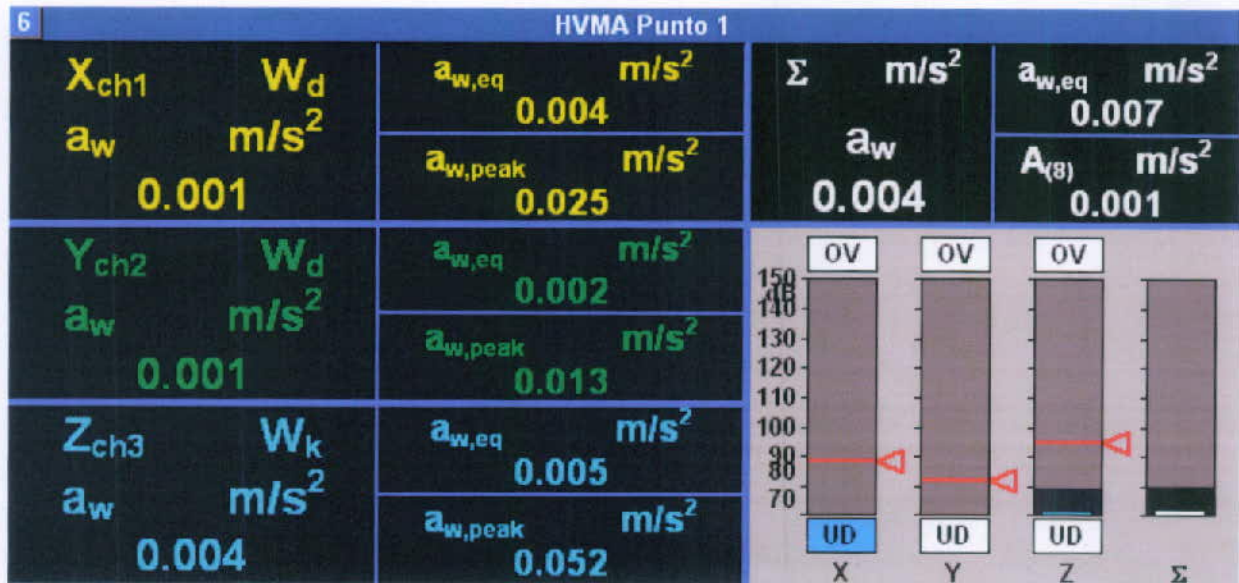 6
HVMA Punto 1
Xch1 Wd
aw m/s²
0.001
aw,eq m/s²
0.004
aw,peak m/s²
0.025
Σ m/s²
aw
0.004
aw,eq m/s²
0.007
A(8) m/s²
0.001
Ych2 Wd
aw m/s²
0.001
aw,eq m/s²
0.002
aw,peak m/s²
0.013
Zch3 Wk
aw m/s²
0.004
aw,eq m/s²
0.005
aw,peak m/s²
0.052
OV OV OV
150
dB
140
130
120
110
100
90
80
70
UD UD UD
X Y Z Σ